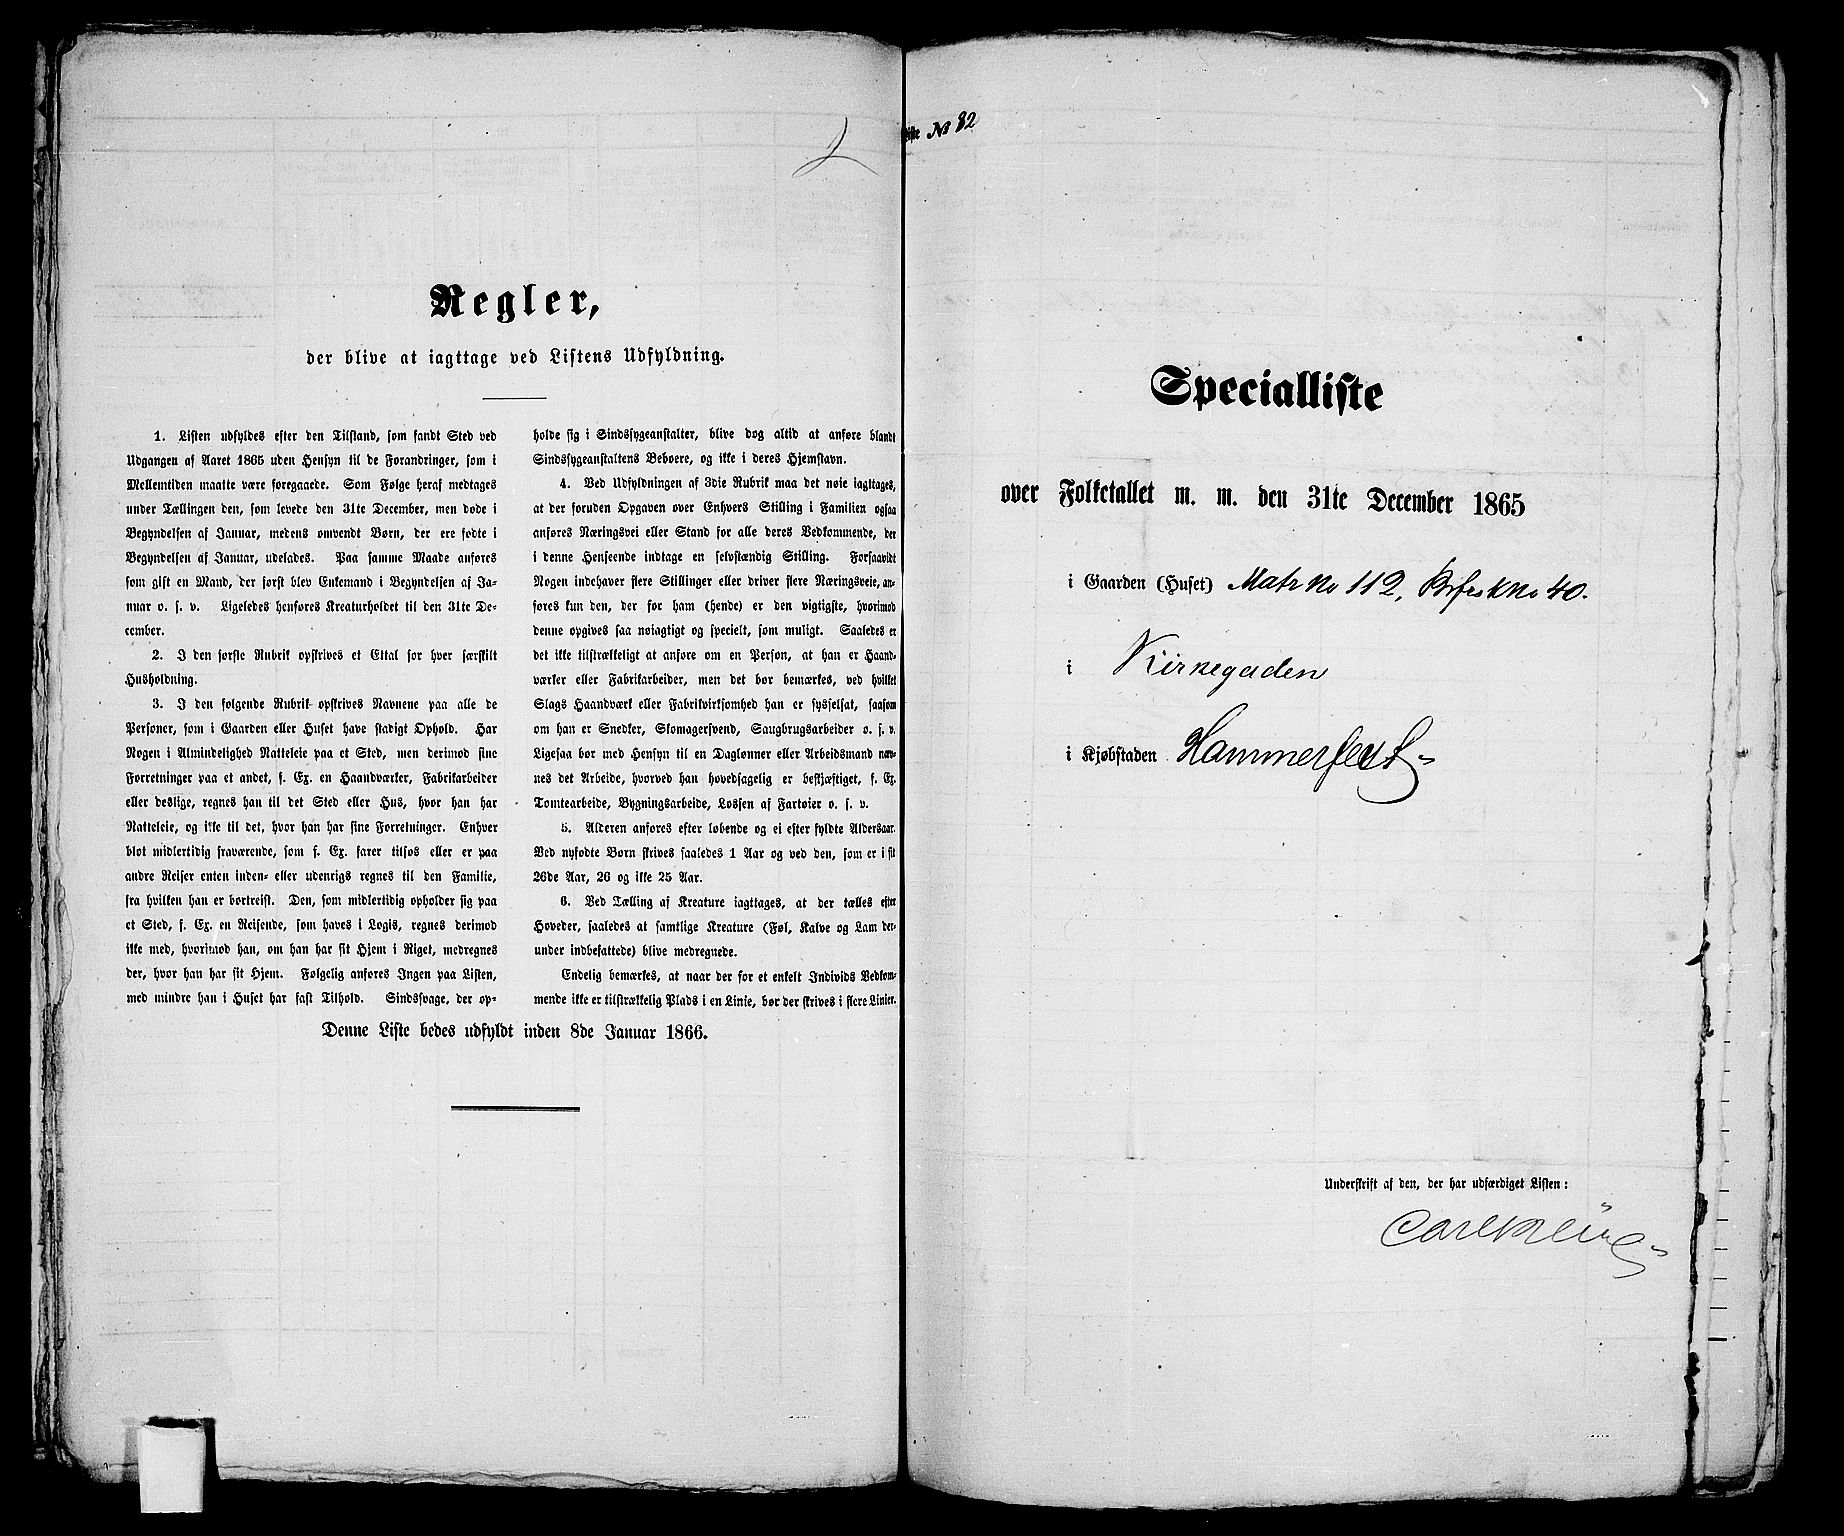 Regler,
der blive at iagttage ved Listens Udfyldning.
1. Listen udfyldes efter den Tilstand, som fandt Sted ved
Udgangen af Aaret 1865 uden Hensyn til de Forandringer, som i
Mellemtiden maatte være foregaaede. Som Følge heraf medtages
under Tællingen den, som levede den 31te December, men døde i
Begyndelsen af Januar, medens omvendt Børn, der ere fødte i
Begyndelsen af Januar, udelades. Paa samme Maade anføres
som gift en Mand, der først blev Enkemand i Begyndelsen af Ja-
nuar o. s. v. Ligeledes henføres Kreaturholdet til den 31te De-
cember.
2. I den første Rubrik opskrives et Ettal for hver særskilt
Husholdning.
3. I den følgende Rubrik opskrives Navnene paa alle de
Personer, som i Gaarden eller Huset have stadigt Ophold. Har
Nogen i Almindelighed Natteleie paa et Sted, men derimod sine
Forretninger paa et andet, f. Ex. en Haandværker, Fabrikarbeider
eller deslige, regnes han til det Sted eller Hus, hvor han har
Natteleie, og ikke til det, hvor han har sine Forretninger. Enhver
blot midlertidig fraværende, som f. Ex. farer tilsøs eller er paa
andre Reiser enten inden- eller udenrigs regnes til den Familie,
fra hvilken han er bortreist. Den, som midlertidig opholder sig paa
et Sted, f. Ex. en Reisende, som haves i Logis, regnes derimod
ikke med, hvorimod han, om han har sit Hjem i Riget, medregnes
der, hvor han har sit Hjem. Følgelig anføres Ingen paa Listen,
med mindre han i Huset har fast Tilhold. Sindssvage, der op-
holde sig i Sindssygeanstalter, blive dog altid at anføre blandt
Sindssygeanstaltens Beboere, og ikke i deres Hjemstavn.
4. Ved Udfyldningen af 3die Rubrik maa det nøie iagttages,
at der foruden Opgaven over Enhvers Stilling i Familien ogsaa
anføres Næringsvei eller Stand for alle deres Vedkommende, der
i denne Henseende indtage en selvstændig Stilling. Forsaavidt
Nogen indehaver flere Stillinger eller driver flere Næringsveie, an-
føres kun den, der for ham (hende) er den vigtigste, hvorimod
denne opgives saa nøiagtigt og specielt, som muligt. Saaledes er
det ikke tilstrækkeligt at anføre om en Person, at han er Haand-
værker eller Fabrikarbeider, men det bør bemærkes, ved hvilket
Slags Haandværk eller Fabrikvirksomhed han er sysselsat, saasom
om han er Snedker, Skomagersvend, Saugbrugsarbeider o. s. v.
Ligesaa bør med Hensyn til en Daglønner eller Arbeidsmand næv-
nes det Arbeide, hvorved han hovedsagelig er beskjæftiget, f. Ex.
Tomtearbeide, Bygningsarbeide, Lossen af Fartøier o. s. v.
5. Alderen anføres efter løbende og ei efter fyldte Aldersaar.
Ved nyfødte Børn skrives saaledes 1 Aar og ved den, som er i sit
26de Aar, 26 og ikke 25 Aar.
6. Ved Tælling af Kreature iagttages, at der tælles efter
Hoveder, saaledes at samtlige Kreature (Føl, Kalve og Lam der-
under indbefattede) blive medregnede.
Endelig bemærkes, at naar der for et enkelt Individs Vedkom-
mende ikke er tilstrækkelig Plads i en Linie, bør der skrives i flere Linier.
Denne Liste bedes udfyldt inden 8de Januar 1866.
iste № 82
Specialliste
over Folketallet m. m. den 31te December 1865
i Gaarden (Huset) Matr No 112, No 40.
i Kirkegaden
i Kjøbstaden Hammerfest
Underskrift af den, der har udfærdiget Listen:
Carl